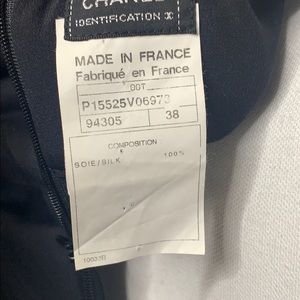 CHANEL
IDENTIFICATION
MADE IN FRANCE
Fabriqué en France
P15525V06973
94305 38
COMPOSITION
SOIE/SILK 100%